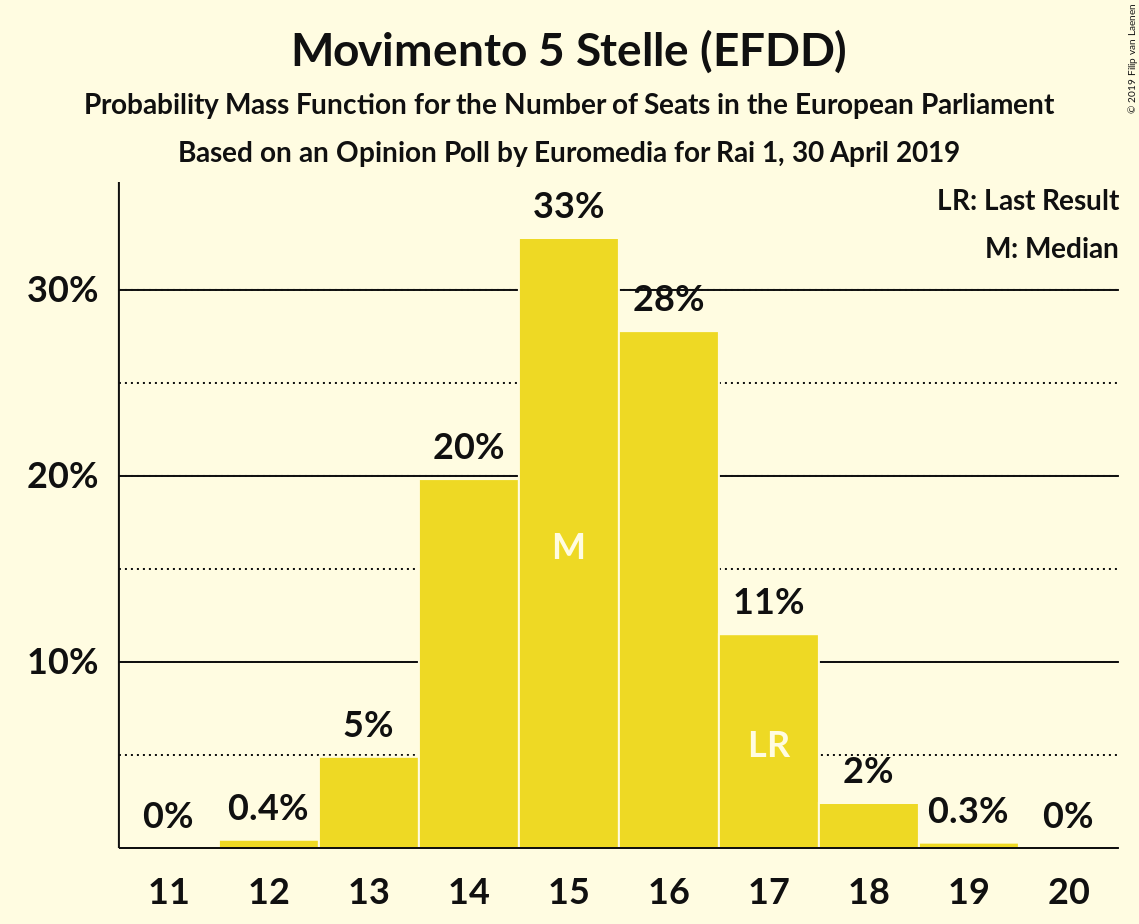 Movimento 5 Stelle (EFDD)
Probability Mass Function for the Number of Seats in the European Parliament
Based on an Opinion Poll by Euromedia for Rai 1, 30 April 2019
© 2019 Filip van Laenen
LR: Last Result
M: Median
30%
20%
10%
0%
0.4%
5%
20%
33%
28%
11%
2%
0.3%
0%
M
LR
11 12 13 14 15 16 17 18 19 20